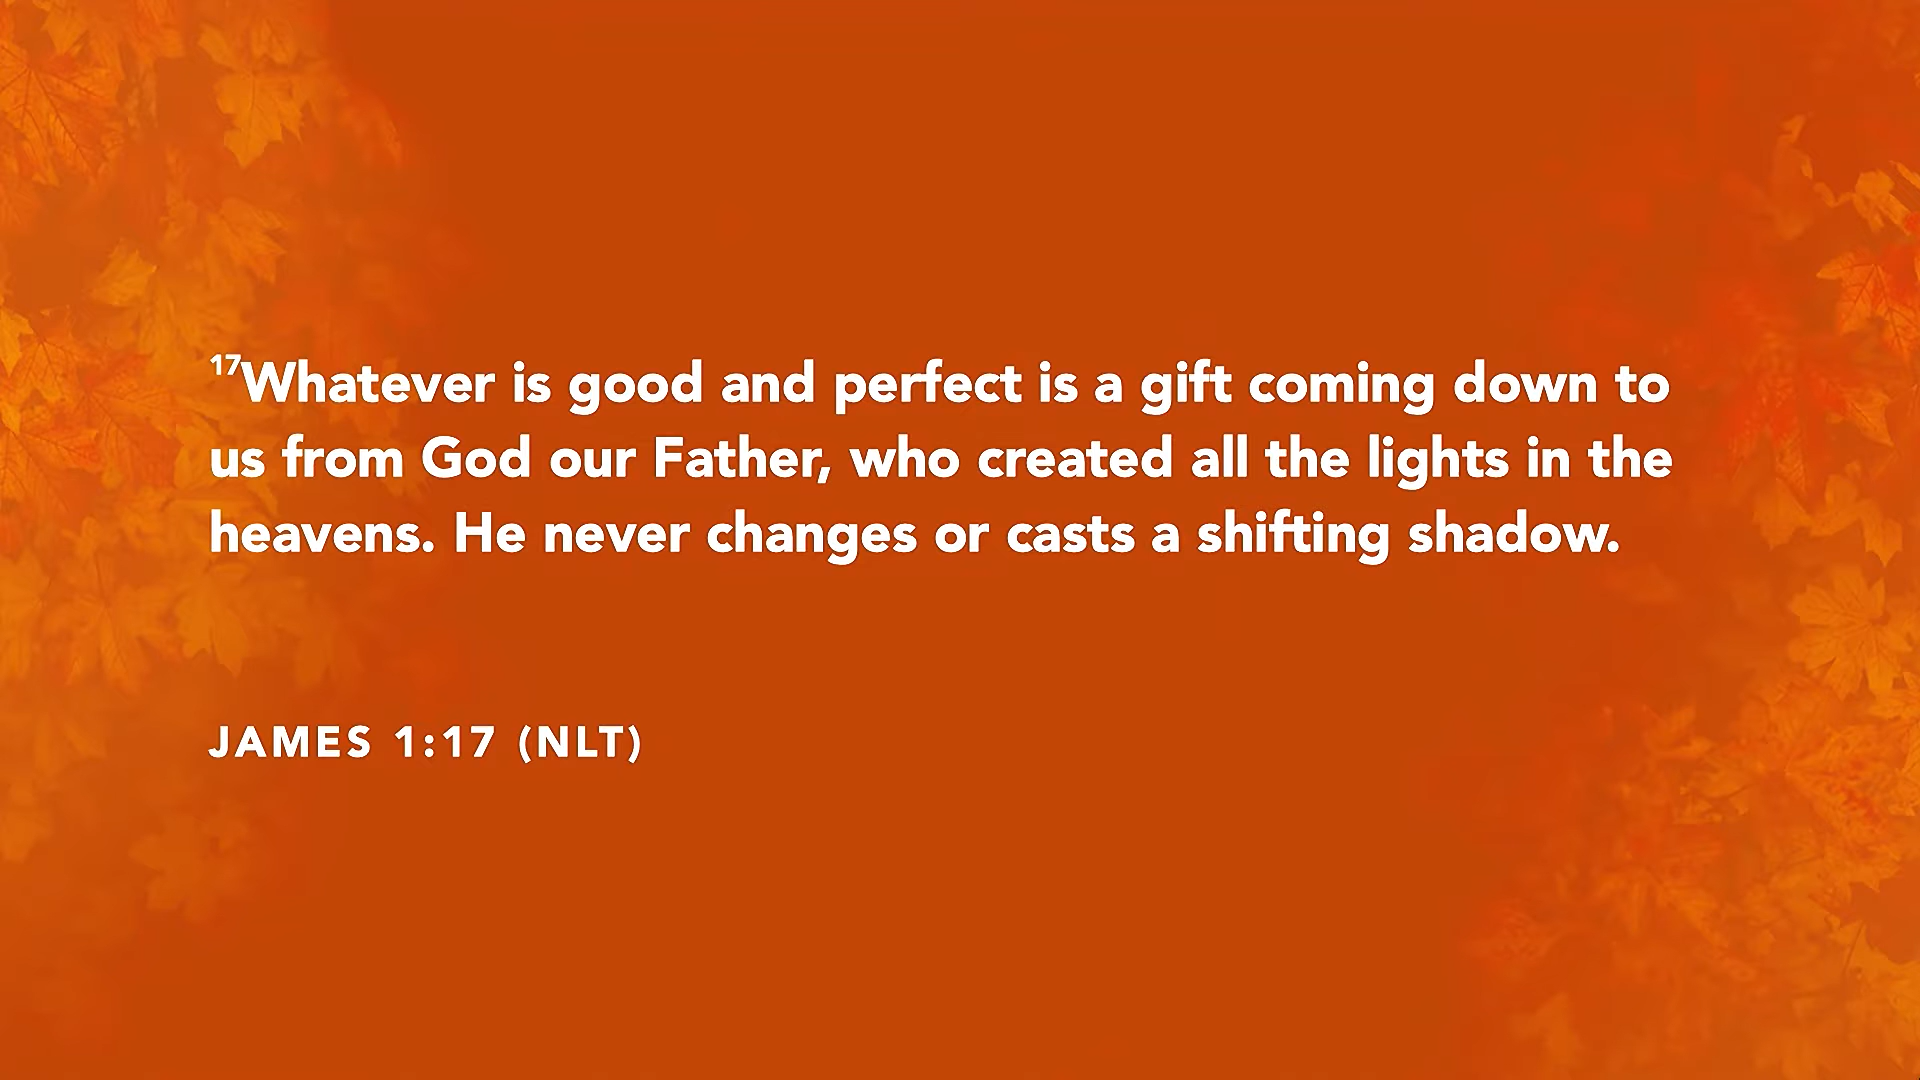 17Whatever is good and perfect is a gift coming down to
us from God our Father, who created all the lights in the
heavens. He never changes or casts a shifting shadow.
JAMES 1:17 (NLT)